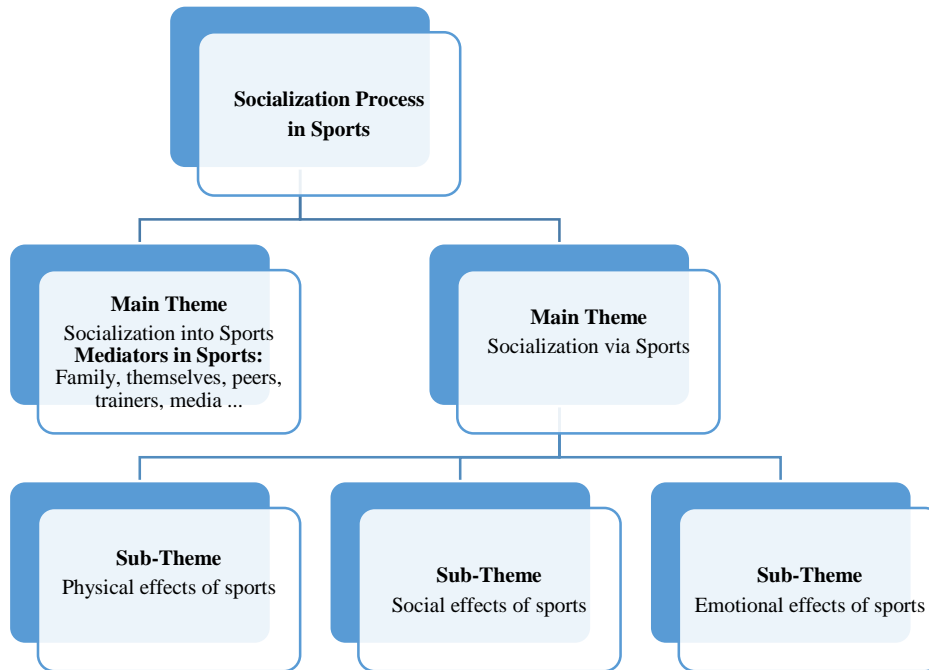 Socialization Process
in Sports
Main Theme
Socialization into Sports
Mediators in Sports:
Family, themselves, peers,
trainers, media ...
Main Theme
Socialization via Sports
Sub-Theme
Physical effects of sports
Sub-Theme
Social effects of sports
Sub-Theme
Emotional effects of sports